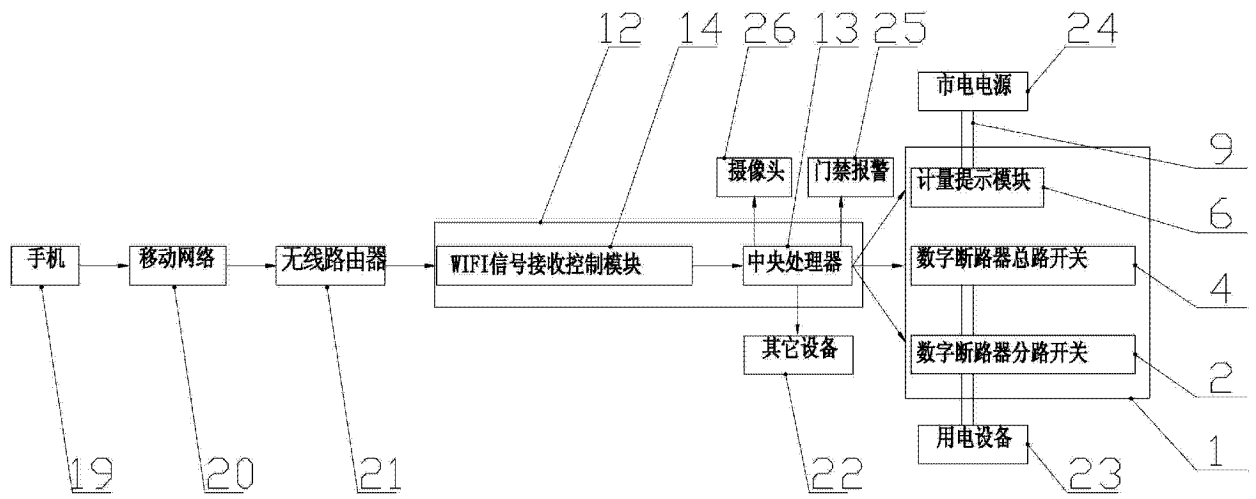 12
14
26
13
25
24
市电电源
9
摄像头
门禁报警
计量提示模块
6
手机
移动网络
无线路由器
WIFI信号接收控制模块
中央处理器
数字断路器总路开关
4
其它设备
数字断路器分路开关
2
用电设备
1
19
20
21
22
23